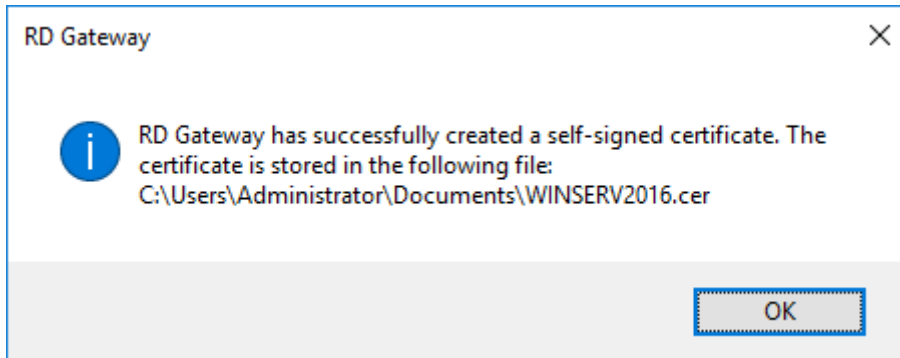 RD Gateway
RD Gateway has successfully created a self-signed certificate. The
certificate is stored in the following file:
C:\Users\Administrator\Documents\WINSERV2016.cer
OK